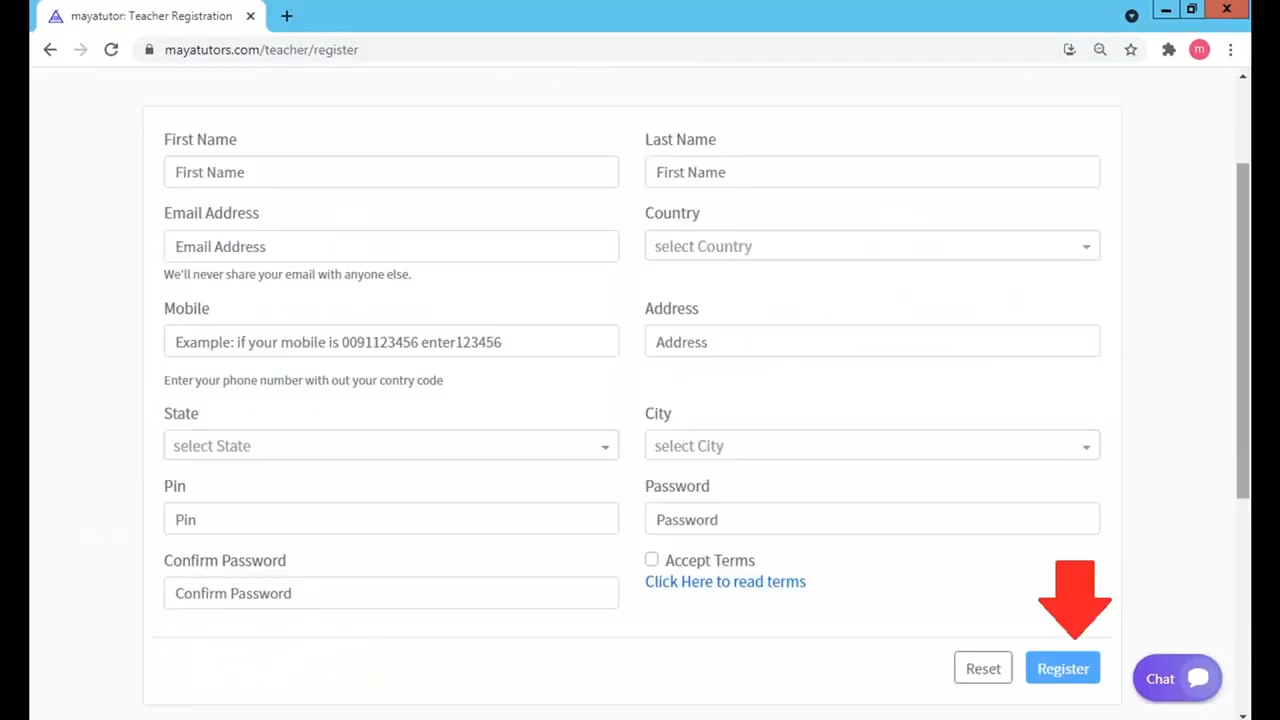 mayatutor: Teacher Registration
mayatutors.com/teacher/register
m
First Name
Last Name
First Name
First Name
Email Address
Country
Email Address
select Country
We'll never share your email with anyone else.
Mobile
Address
Example: if your mobile is 0091123456 enter123456
Address
Enter your phone number with out your contry code
State
City
select State
select City
Pin
Password
Pin
Password
Confirm Password
Accept Terms
Click Here to read terms
Confirm Password
Reset
Register
Chat